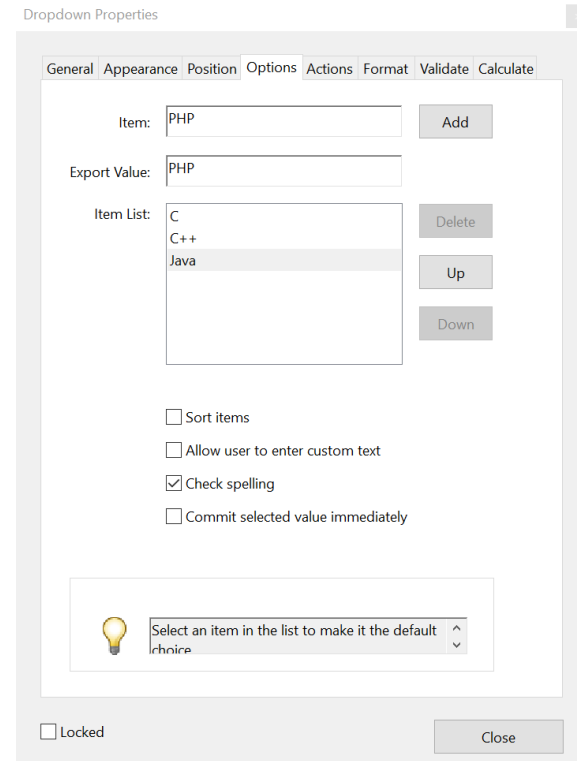 Dropdown Properties
General Appearance Position Options Actions Format Validate Calculate
Item: PHP Add
Export Value: PHP
Item List: C Delete
C++
Java Up
Down
Sort items
Allow user to enter custom text
Check spelling
Commit selected value immediately
Select an item in the list to make it the default
choice
Locked Close